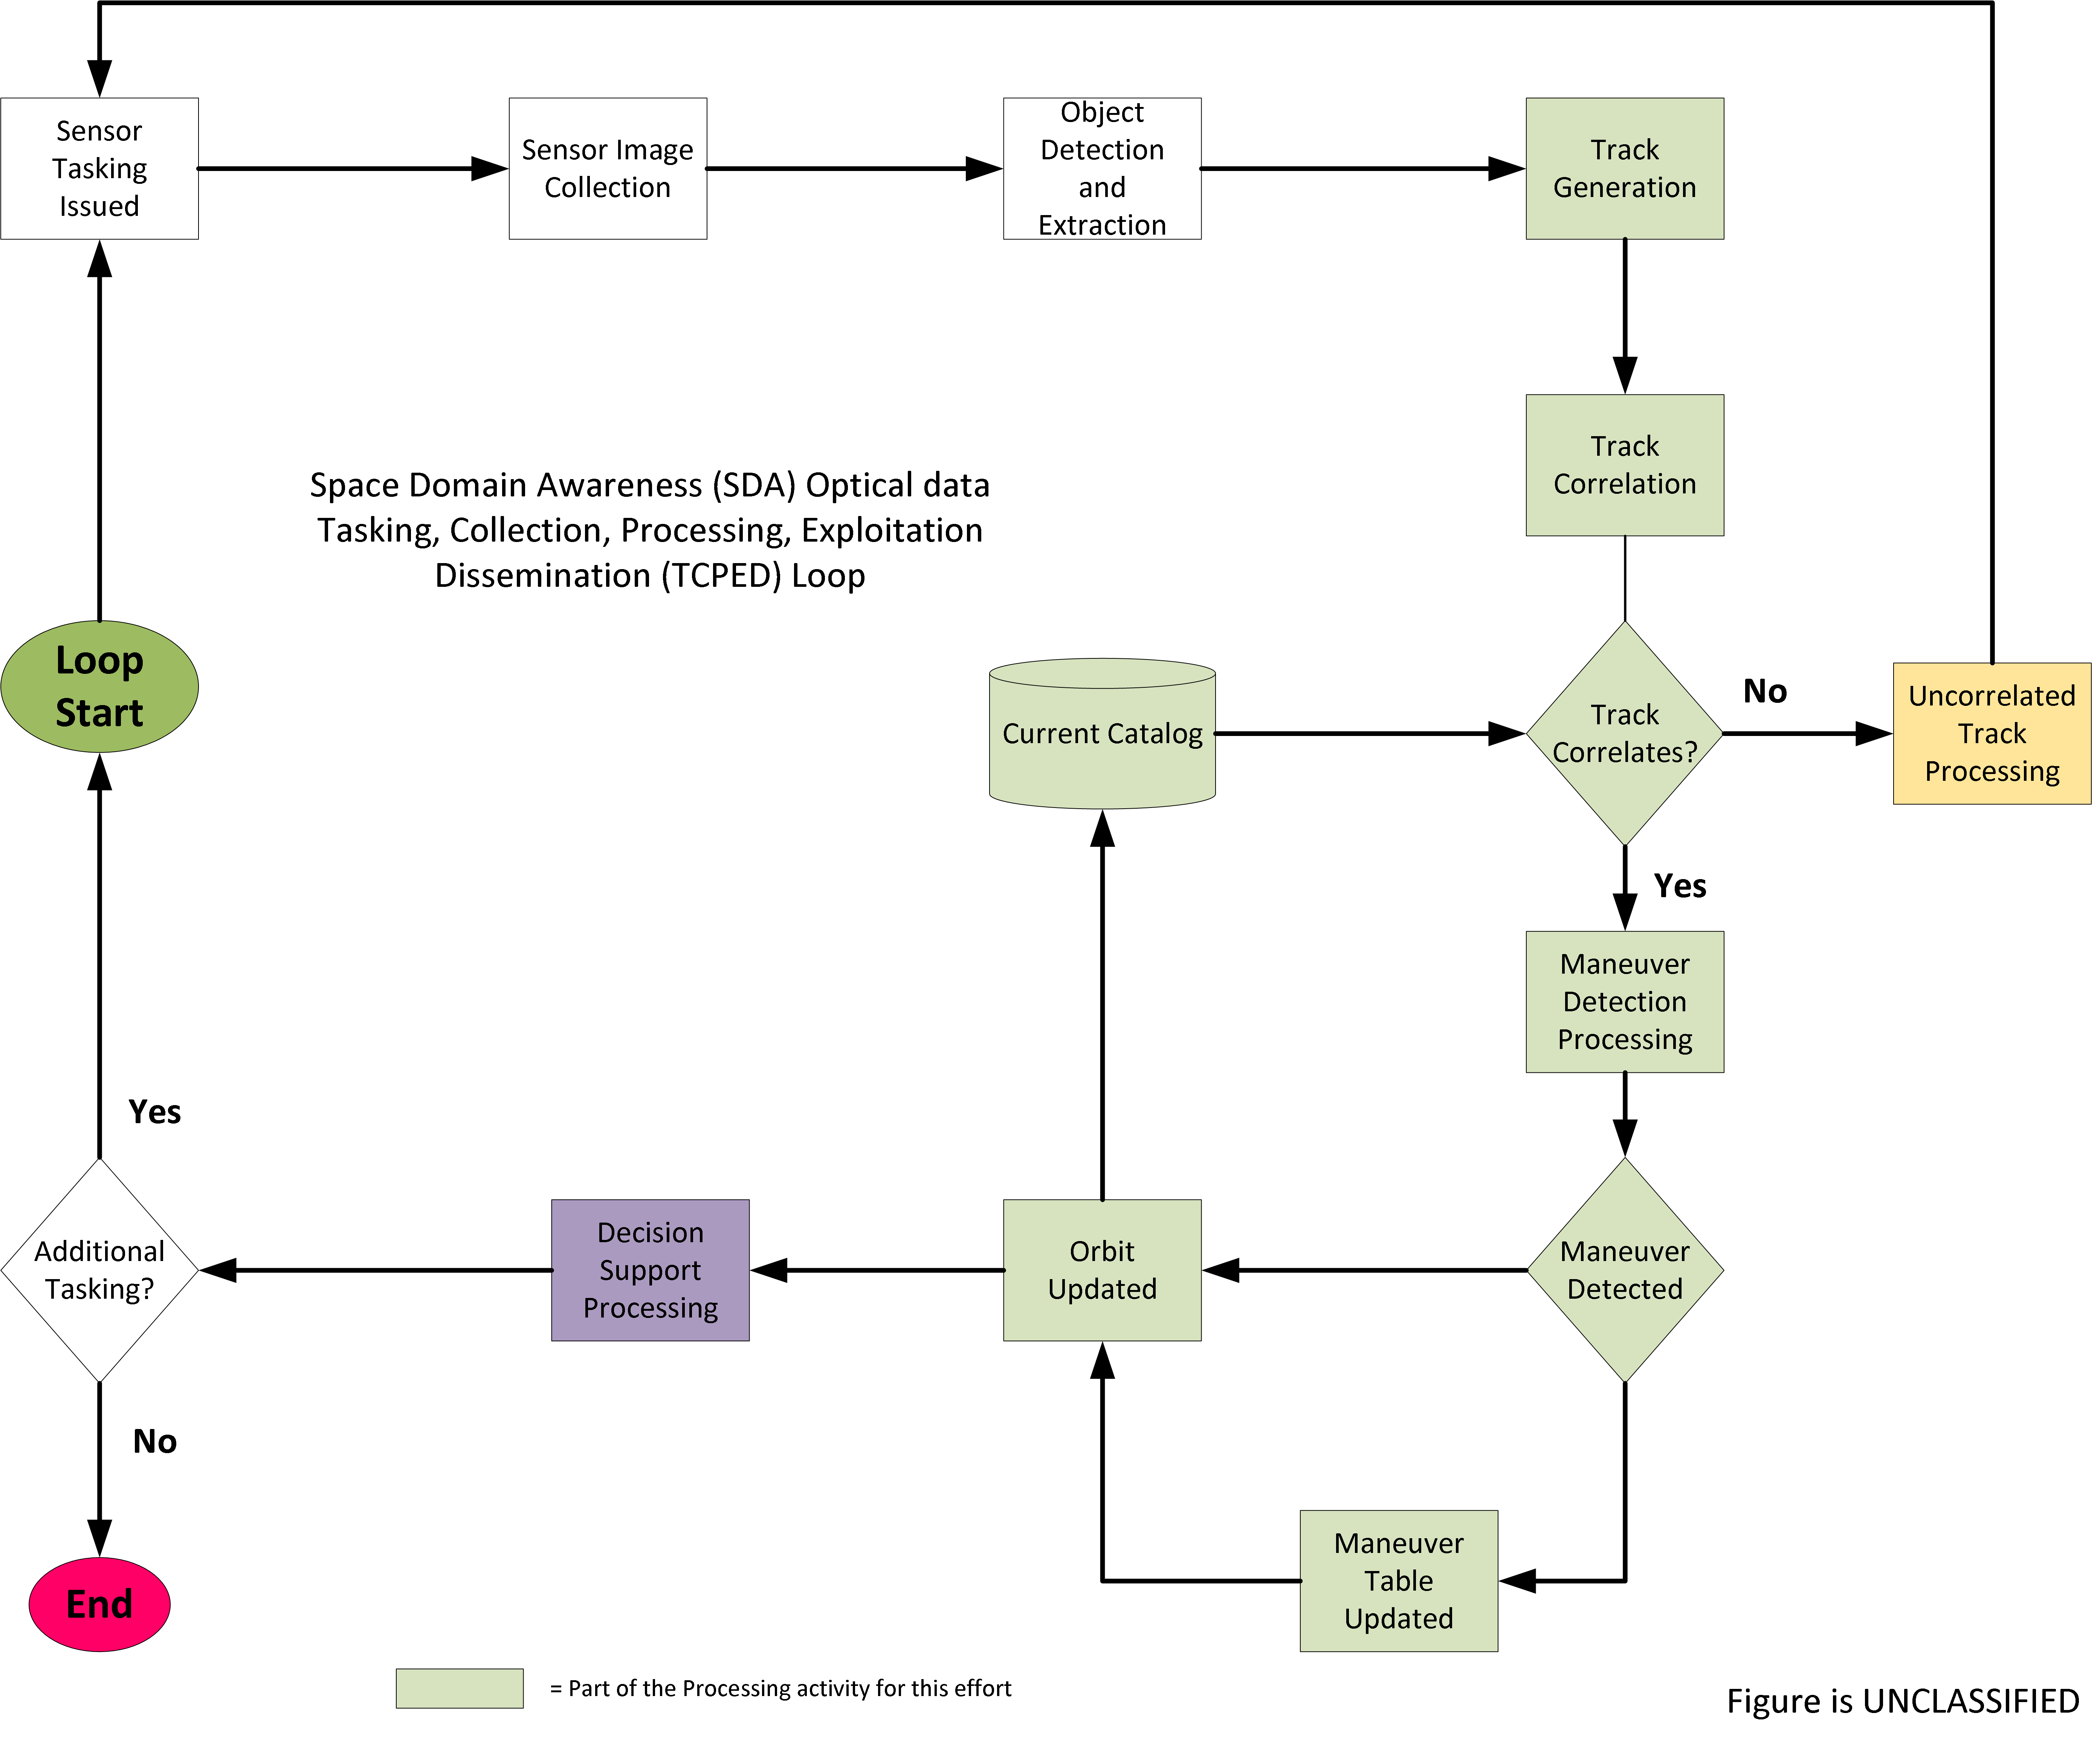 Sensor
Tasking
Issued
Sensor Image
Collection
Object
Detection
and
Extraction
Track
Generation
Track
Correlation
Space Domain Awareness (SDA) Optical data
Tasking, Collection, Processing, Exploitation
Dissemination (TCPED) Loop
Loop
Start
Current Catalog
Track
Correlates?
No
Uncorrelated
Track
Processing
Yes
Maneuver
Detection
Processing
Yes
Additional
Tasking?
Decision
Support
Processing
Orbit
Updated
Maneuver
Detected
No
Maneuver
Table
Updated
End
= Part of the Processing activity for this effort
Figure is UNCLASSIFIED